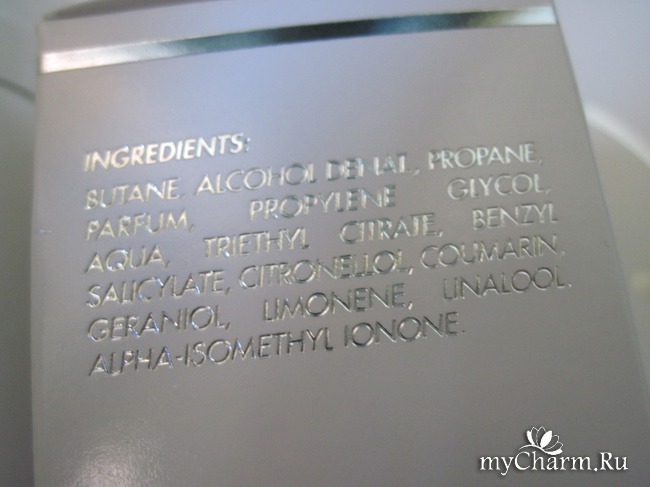 INGREDIENTS:
BUTANE, ALCOHOL DENAT., PROPANE,
PARFUM, PROPYLENE GLYCOL,
AQUA, TRIETHYL CITRATE, BENZYL
SALICYLATE, CITRONELLOL, COUMARIN,
GERANIOL, LIMONENE, LINALOOL,
ALPHA-ISOMETHYL IONONE.
myCharm.Ru